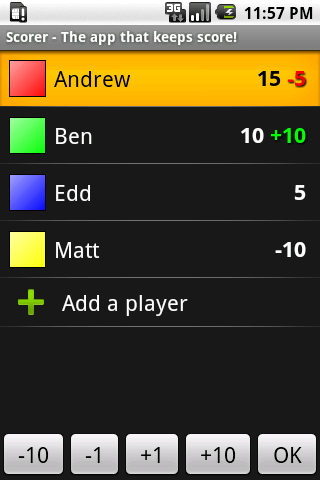 3G 11:57 PM
Scorer - The app that keeps score!
Andrew 15 -5
Ben 10 +10
Edd 5
Matt -10
Add a player
-10 -1 +1 +10 OK